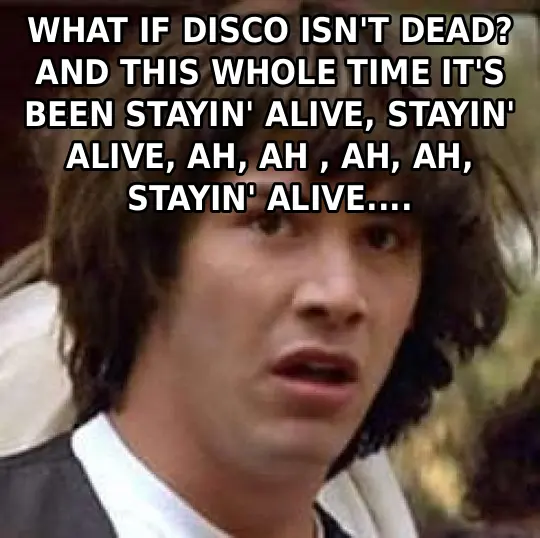 WHAT IF DISCO ISN'T DEAD?
AND THIS WHOLE TIME IT'S
BEEN STAYIN' ALIVE, STAYIN'
ALIVE, AH, AH , AH, AH,
STAYIN' ALIVE....